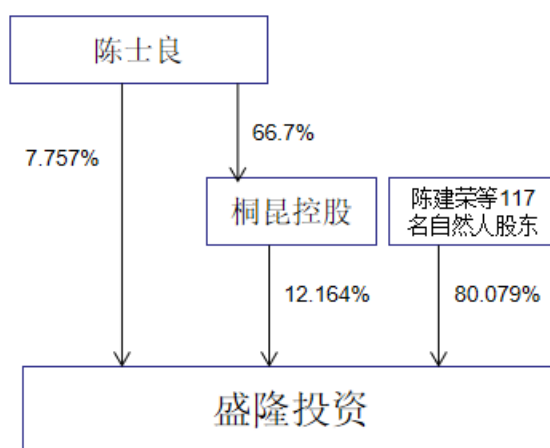 陈士良
66.7%
7.757%
桐昆控股
陈建荣等117
名自然人股东
12.164%
80.079%
盛隆投资